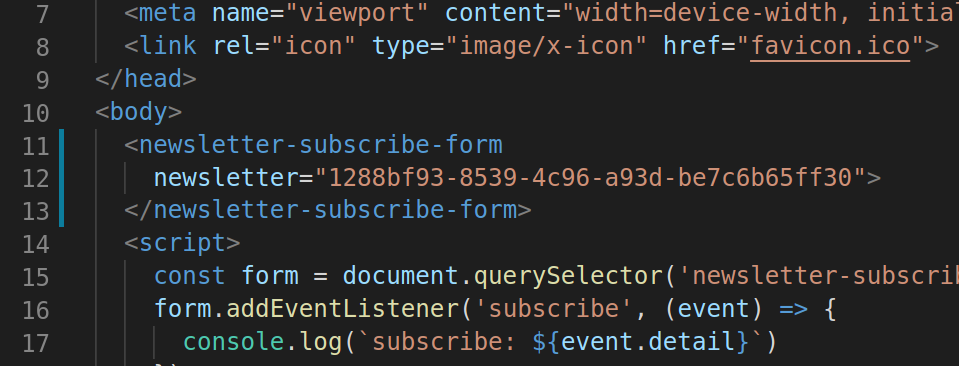 7 <meta name="viewport" content="width=device-width,
8 <link rel="icon" type="image/x-icon" href="favicon.ico">
9 </head>
10 <body>
11 <newsletter-subscribe-form
12 newsletter="1288bf93-8539-4c96-a93d-be7c6b65ff30">
13 </newsletter-subscribe-form>
14 <script>
15 const form = document.querySelector('newsletter-subscrib
16 form.addEventListener('subscribe', (event) => {
17 console.log(`subscribe: ${event.detail}`)